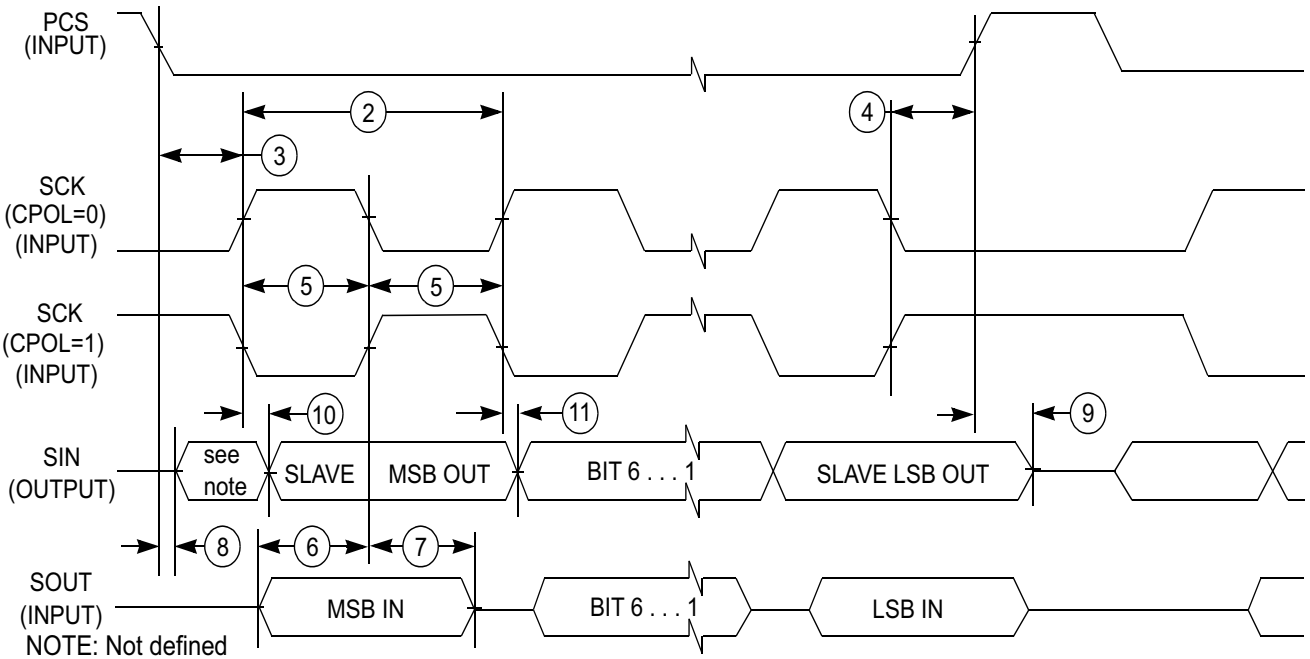 PCS
(INPUT)
2
4
3
SCK
(CPOL=0)
(INPUT)
5
5
SCK
(CPOL=1)
(INPUT)
10
11
9
SIN
(OUTPUT)
see
note
SLAVE
MSB OUT
BIT 6 . . . 1
SLAVE LSB OUT
8
6
7
SOUT
(INPUT)
MSB IN
BIT 6 . . . 1
LSB IN
NOTE: Not defined